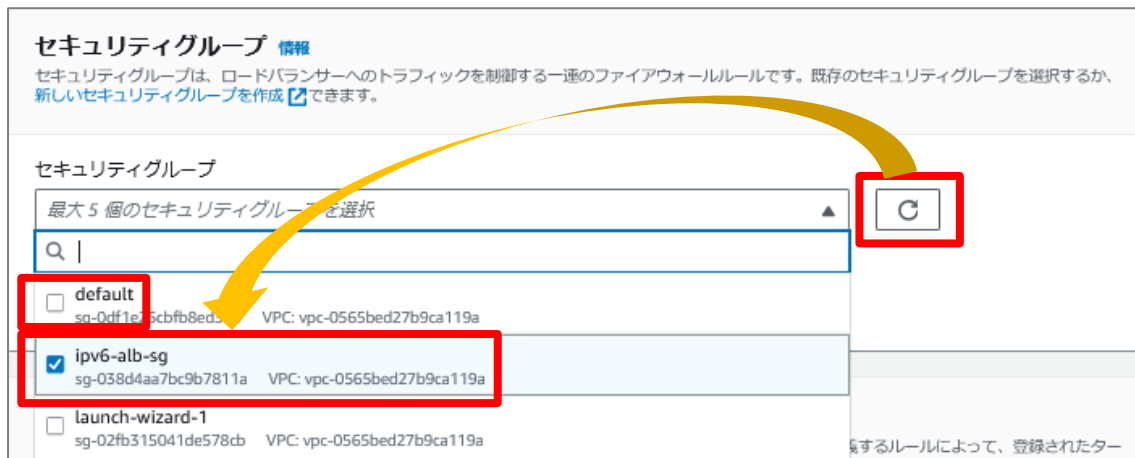 セキュリティグループ 情報
セキュリティグループは、ロードバランサーへのトラフィックを制御する一連のファイアウォールルールです。既存のセキュリティグループを選択するか、
新しいセキュリティグループを作成できます。
セキュリティグループ
最大 5 個のセキュリティグループを選択
default
VPC: vpc-0565bed27b9ca119a
ipv6-alb-sg
sg-038d4aa7bc9b7811a VPC: vpc-0565bed27b9ca119a
launch-wizard-1
sg-02fb315041de578cb VPC: vpc-0565bed27b9ca119a
するルールによって、登録されたター